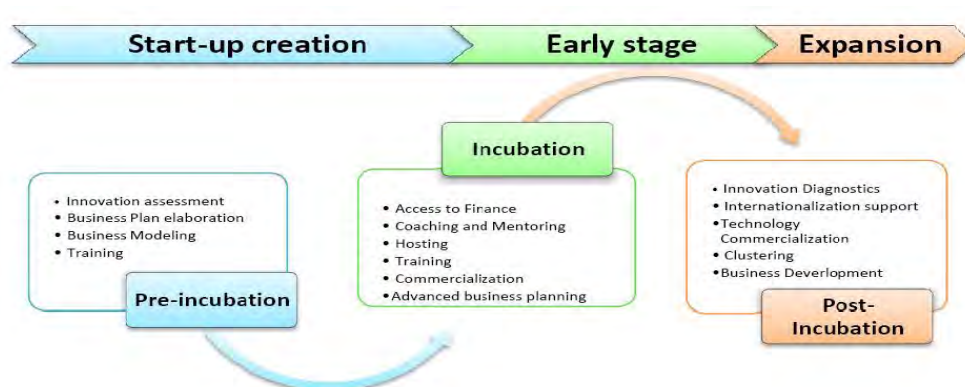 Start-up creation
Early stage
Expansion
Incubation
• Innovation assessment
• Business Plan elaboration
• Business Modeling
• Training
Pre-incubation
• Access to Finance
• Coaching and Mentoring
• Hosting
• Training
• Commercialization
• Advanced business planning
• Innovation Diagnostics
• Internationalization support
• Technology
Commercialization
• Clustering
• Business Deverlopment
Post-
Incubation